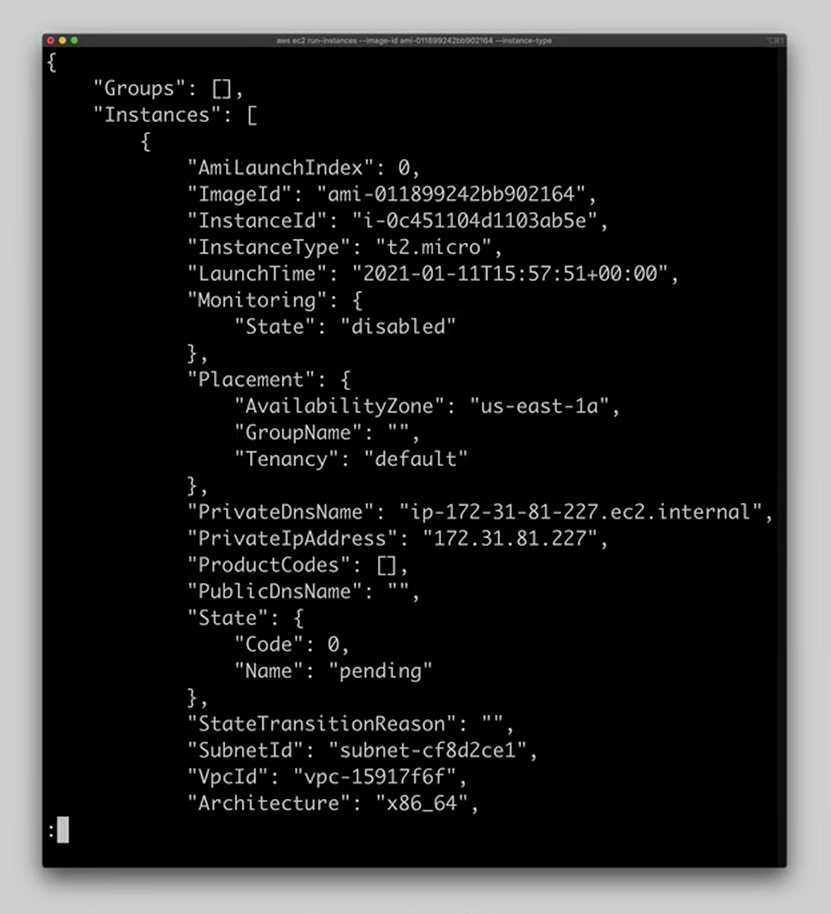 aws ec2 run-instances --image-id ami-011899242bb902164 --instance-type
{
"Groups": [],
"Instances": [
{
"AmiLaunchIndex": 0,
"ImageId": "ami-011899242bb902164",
"InstanceId": "i-0c451104d1103ab5e",
"InstanceType": "t2.micro",
"LaunchTime": "2021-01-11T15:57:51+00:00",
"Monitoring": {
"State": "disabled"
},
"Placement": {
"AvailabilityZone": "us-east-1a",
"GroupName": "",
"Tenancy": "default"
},
"PrivateDnsName": "ip-172-31-81-227.ec2.internal",
"PrivateIpAddress": "172.31.81.227",
"ProductCodes": [],
"PublicDnsName": "",
"State": {
"Code": 0,
"Name": "pending"
},
"StateTransitionReason": "",
"SubnetId": "subnet-cf8d2ce1",
"VpcId": "vpc-15917f6f",
"Architecture": "x86_64",
: